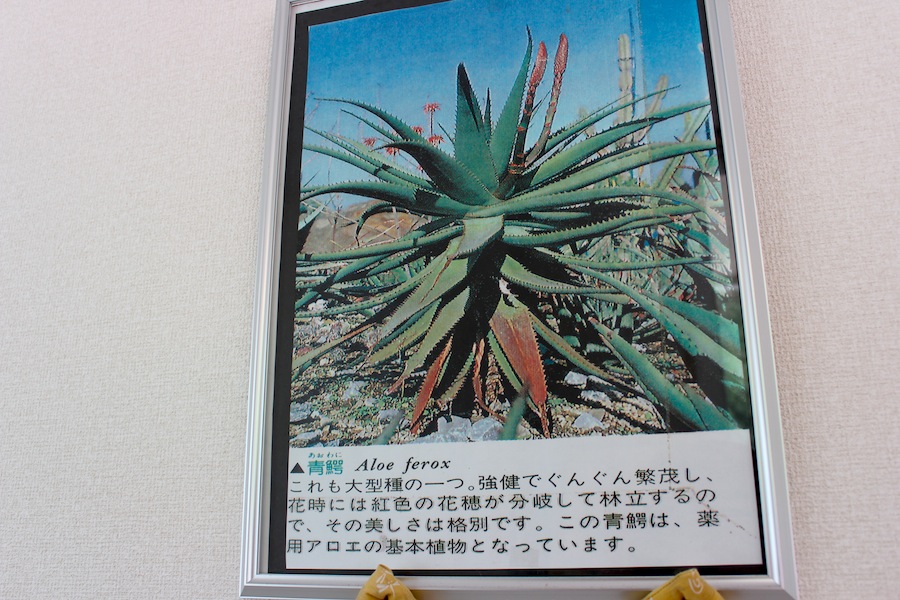 あおわに
▲青鰐 Aloe ferox
これも大型種の一つ。強健でぐんぐん繁茂し、
花時には紅色の花穂が分岐して林立するの
で、その美しさは格別です。この青鰐は、薬
用アロエの基本植物となっています。